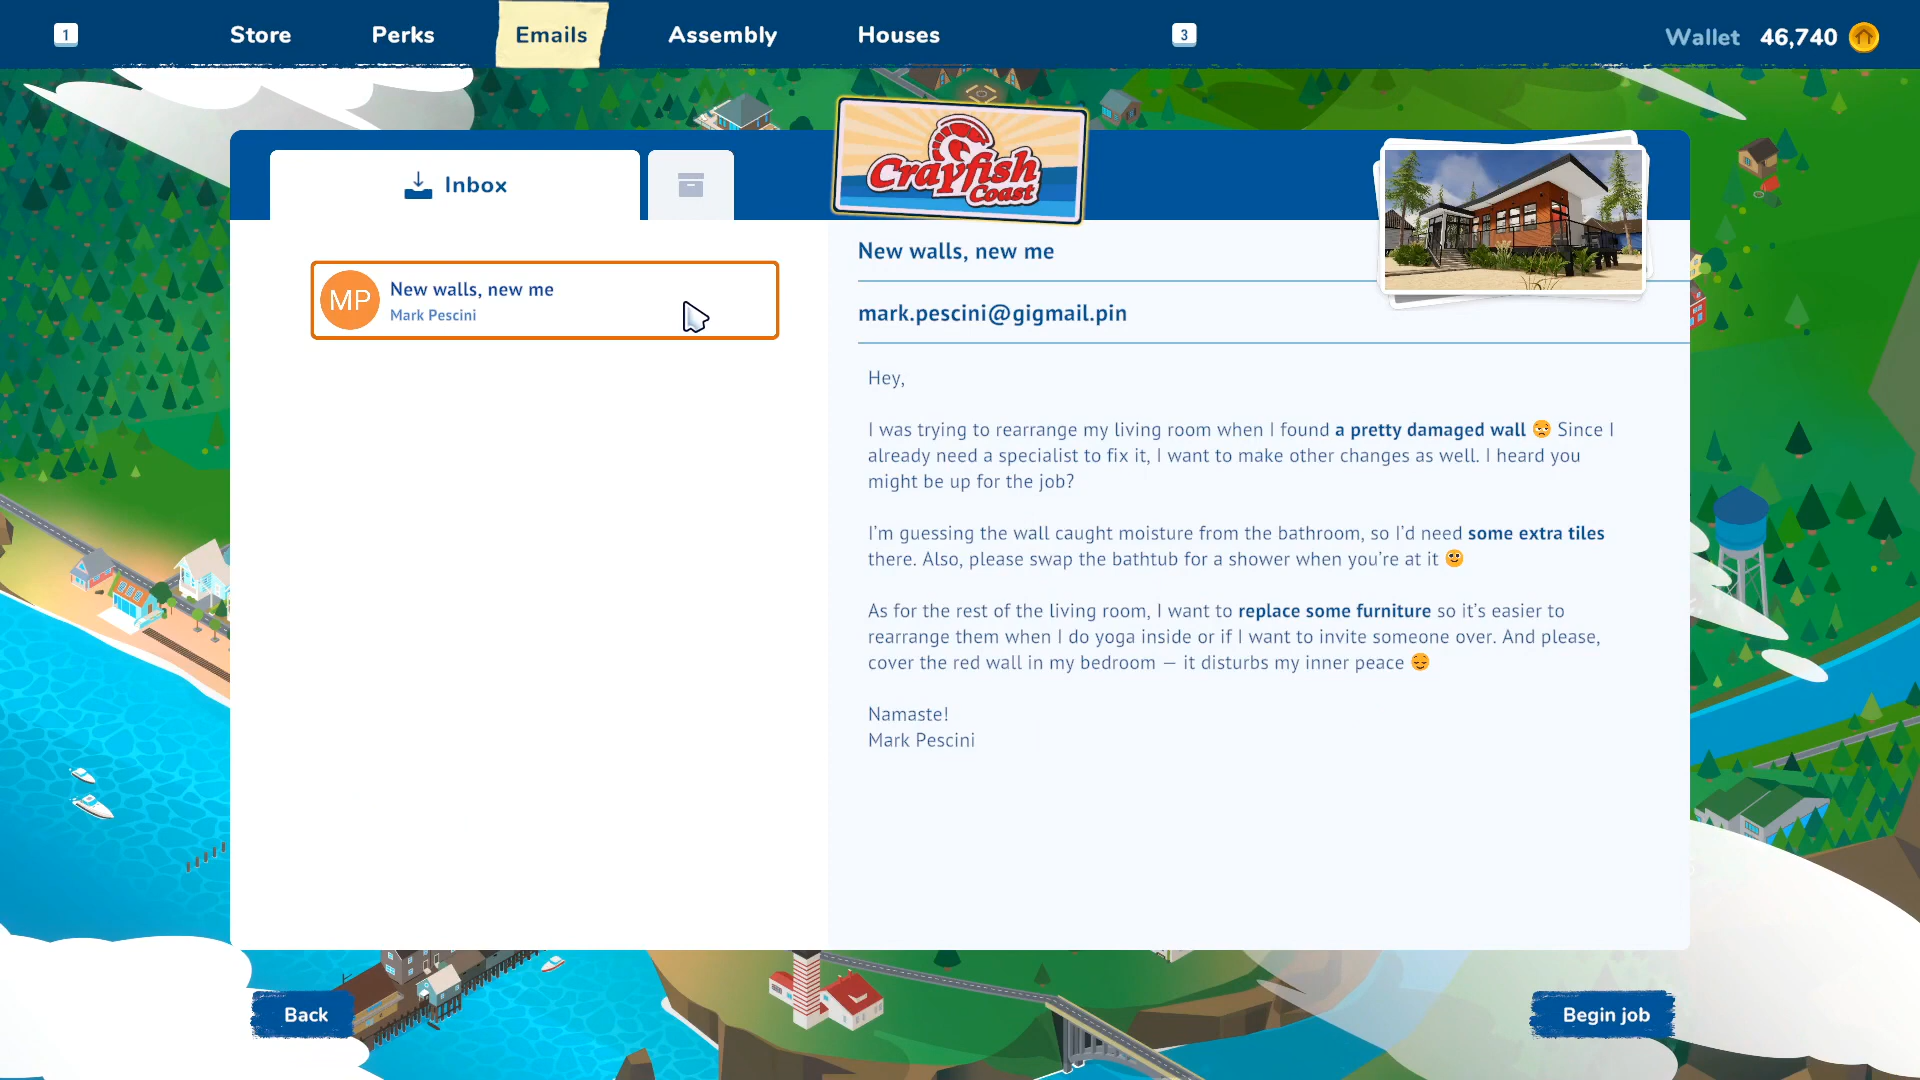 1
Store
Perks
Emails
Assembly
Houses
3
Wallet 46,740
Inbox
Crayfish
Coast
New walls, new me
MP
New walls, new me
Mark Pescini
mark.pescini@gigmail.pin
Hey,
I was trying to rearrange my living room when I found a pretty damaged wall 😠 Since I
already need a specialist to fix it, I want to make other changes as well. I heard you
might be up for the job?
I'm guessing the wall caught moisture from the bathroom, so I'd need some extra tiles
there. Also, please swap the bathtub for a shower when you're at it 🙂
As for the rest of the living room, I want to replace some furniture so it's easier to
rearrange them when I do yoga inside or if I want to invite someone over. And please,
cover the red wall in my bedroom — it disturbs my inner peace 😌
Namaste!
Mark Pescini
Back
Begin job